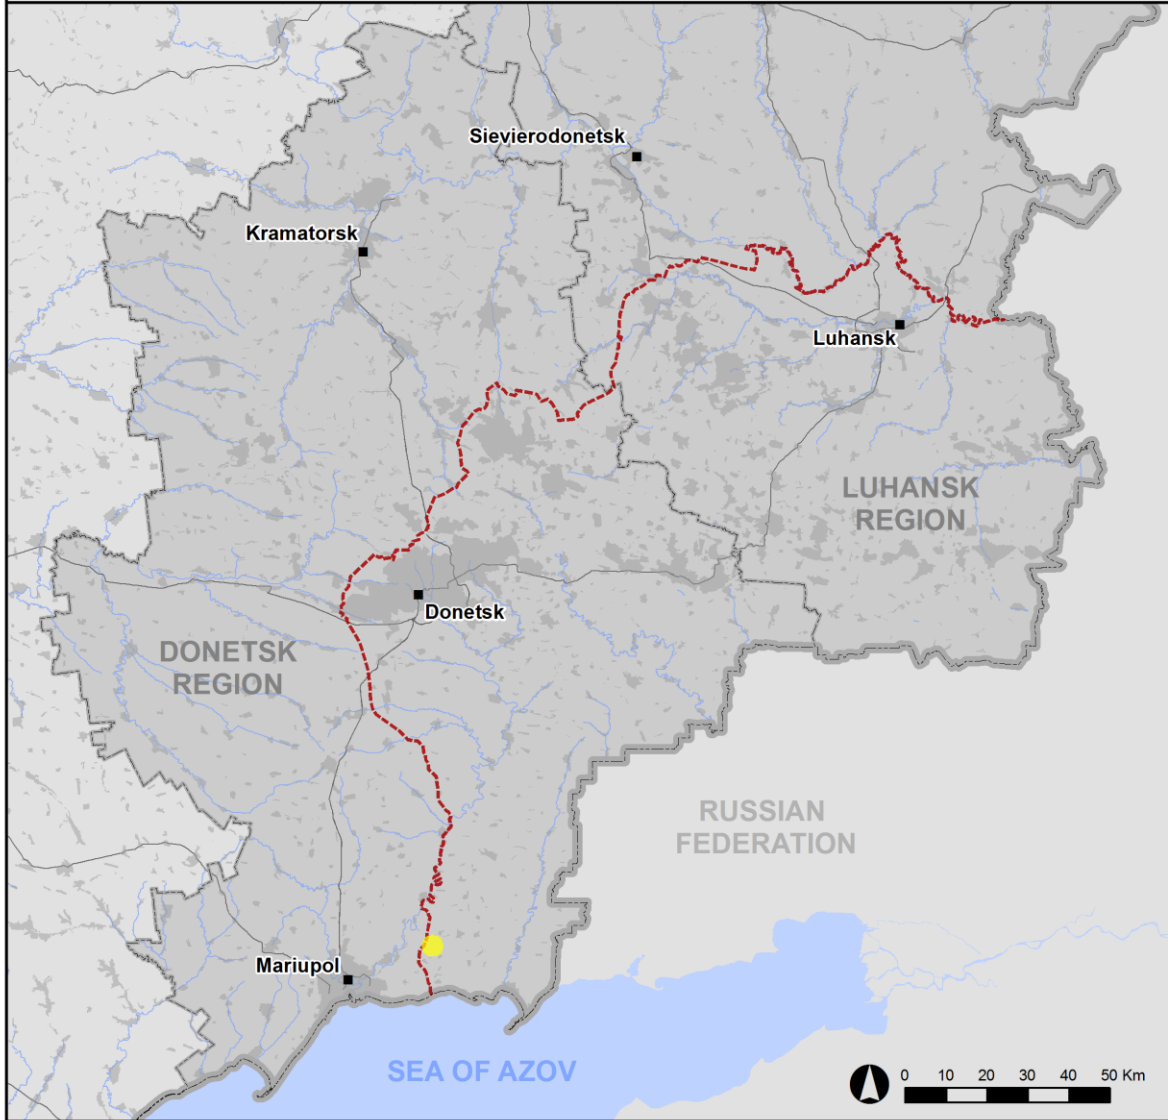 Sievierodonetsk
Kramatorsk
Luhansk
LUHANSK
REGION
Donetsk
DONETSK
REGION
RUSSIAN
FEDERATION
Mariupol
SEA OF AZOV
0 10 20 30 40 50 Km